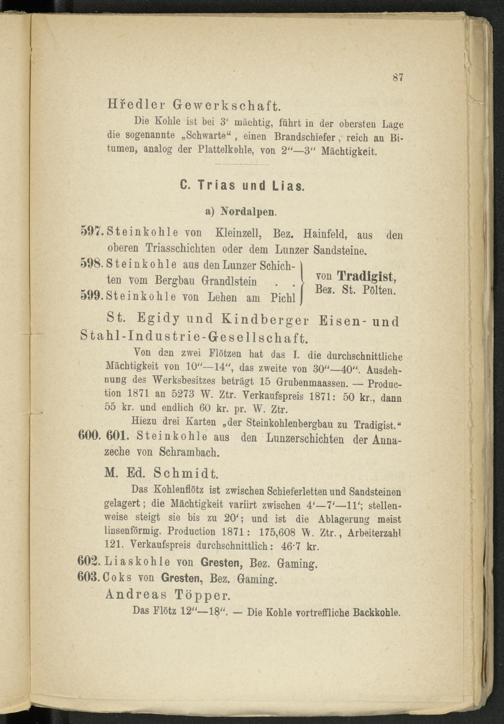 87
Hředler Gewerkschaft.
Die Kohle ist bei 3' mächtig, führt in der obersten Lage
die sogenannte „Schwarte", einen Brandschiefer, reich an Bi-
tumen, analog der Plattelkohle, von 2"—3" Mächtigkeit.
C. Trias und Lias.
a) Nordalpen.
597. Steinkohle von Kleinzell, Bez. Hainfeld, aus den
oberen Triasschichten oder dem Lunzer Sandsteine.
598. Steinkohle aus den Lunzer Schich-
ten vom Bergbau Grandlstein . .
599. Steinkohle von Lehen am Pichl
von Tradigist,
Bez. St. Pölten.
St. Egidy und Kindberger Eisen- und
Stahl-Industrie-Gesellschaft.
Von den zwei Flötzen hat das I. die durchschnittliche
Mächtigkeit von 10"—14", das zweite von 30"—40". Ausdeh-
nung des Werksbesitzes beträgt 15 Grubenmaassen. — Produc-
tion 1871 an 5273 W. Ztr. Verkaufspreis 1871: 50 kr., dann
55 kr. und endlich 60 kr. pr. W. Ztr.
Hiezu drei Karten „der Steinkohlenbergbau zu Tradigist."
600. 601. Steinkohle aus den Lunzerschichten der Anna-
zeche von Schrambach.
M. Ed. Schmidt.
Das Kohlenflötz ist zwischen Schieferletten und Sandsteinen
gelagert; die Mächtigkeit variirt zwischen 4'—7'—11'; stellen-
weise steigt sie bis zu 20'; und ist die Ablagerung meist
linsenförmig. Production 1871: 175,608 W. Ztr., Arbeiterzahl
121. Verkaufspreis durchschnittlich: 46·7 kr.
602. Liaskohle von Gresten, Bez. Gaming.
603. Coks von Gresten, Bez. Gaming.
Andreas Töpper.
Das Flötz 12"—18". — Die Kohle vortreffliche Backkohle.